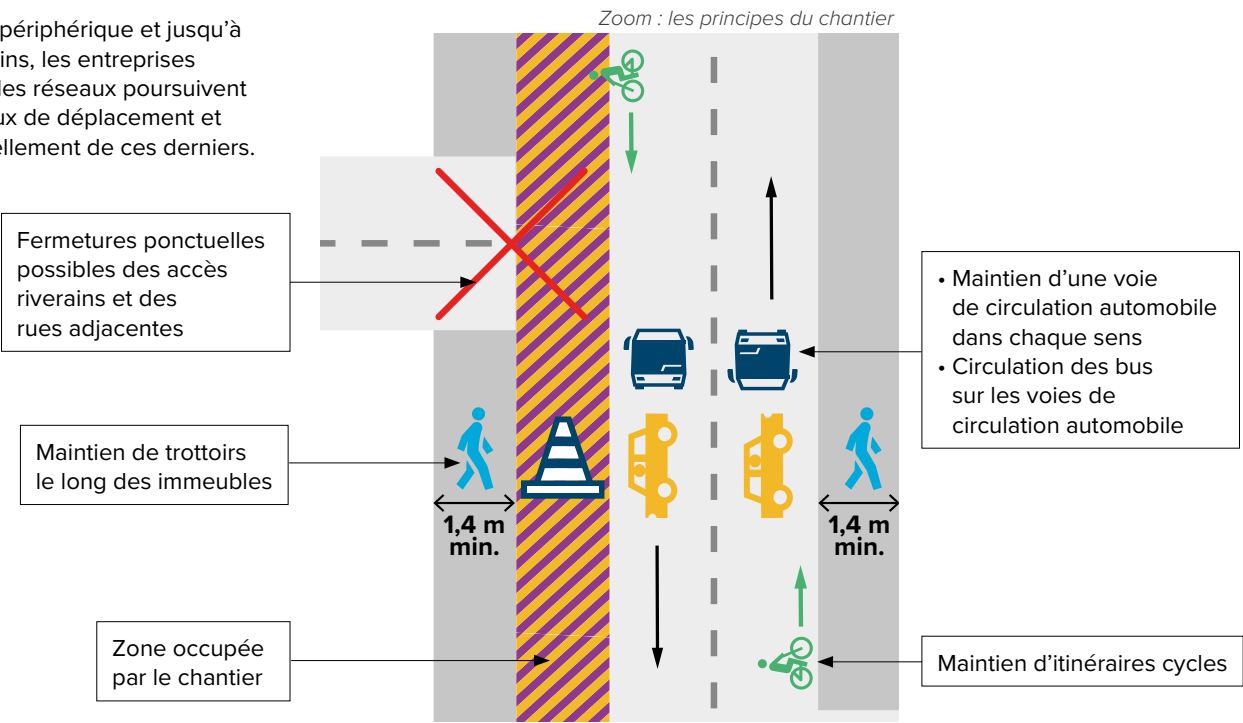 Zoom : les principes du chantier
périphérique et jusqu'à
les entreprises
les réseaux poursuivent
de déplacement et
de ces derniers.
Fermetures ponctuelles
possibles des accès
riverains et des
rues adjacentes
• Maintien d'une voie
de circulation automobile
dans chaque sens
• Circulation des bus
sur les voies de
circulation automobile
Maintien de trottoirs
le long des immeubles
1,4 m
min.
1,4 m
min.
Zone occupée
par le chantier
Maintien d'itinéraires cycles